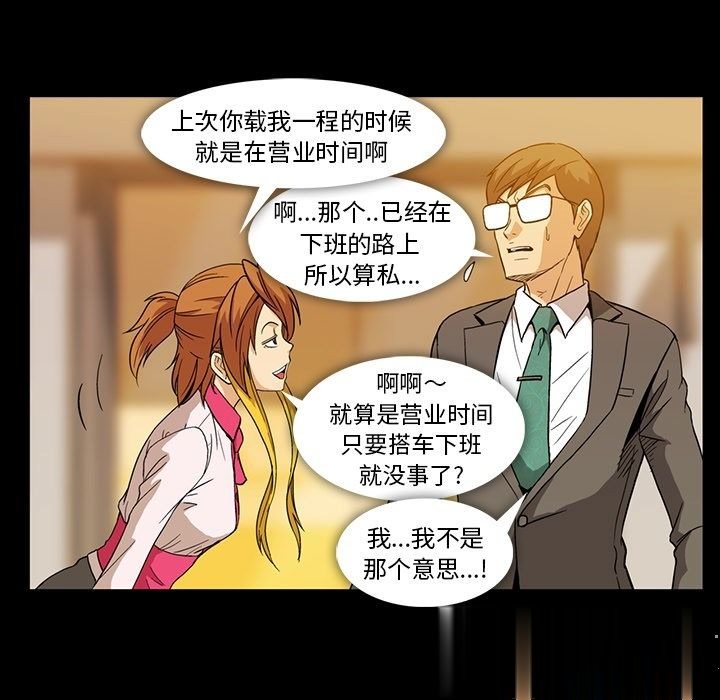 上次你载我一程的时候
就是在营业时间啊
啊...那个..已经在
下班的路上
所以算私...
啊啊～
就算是营业时间
只要搭车下班
就没事了?
我...我不是
那个意思...!